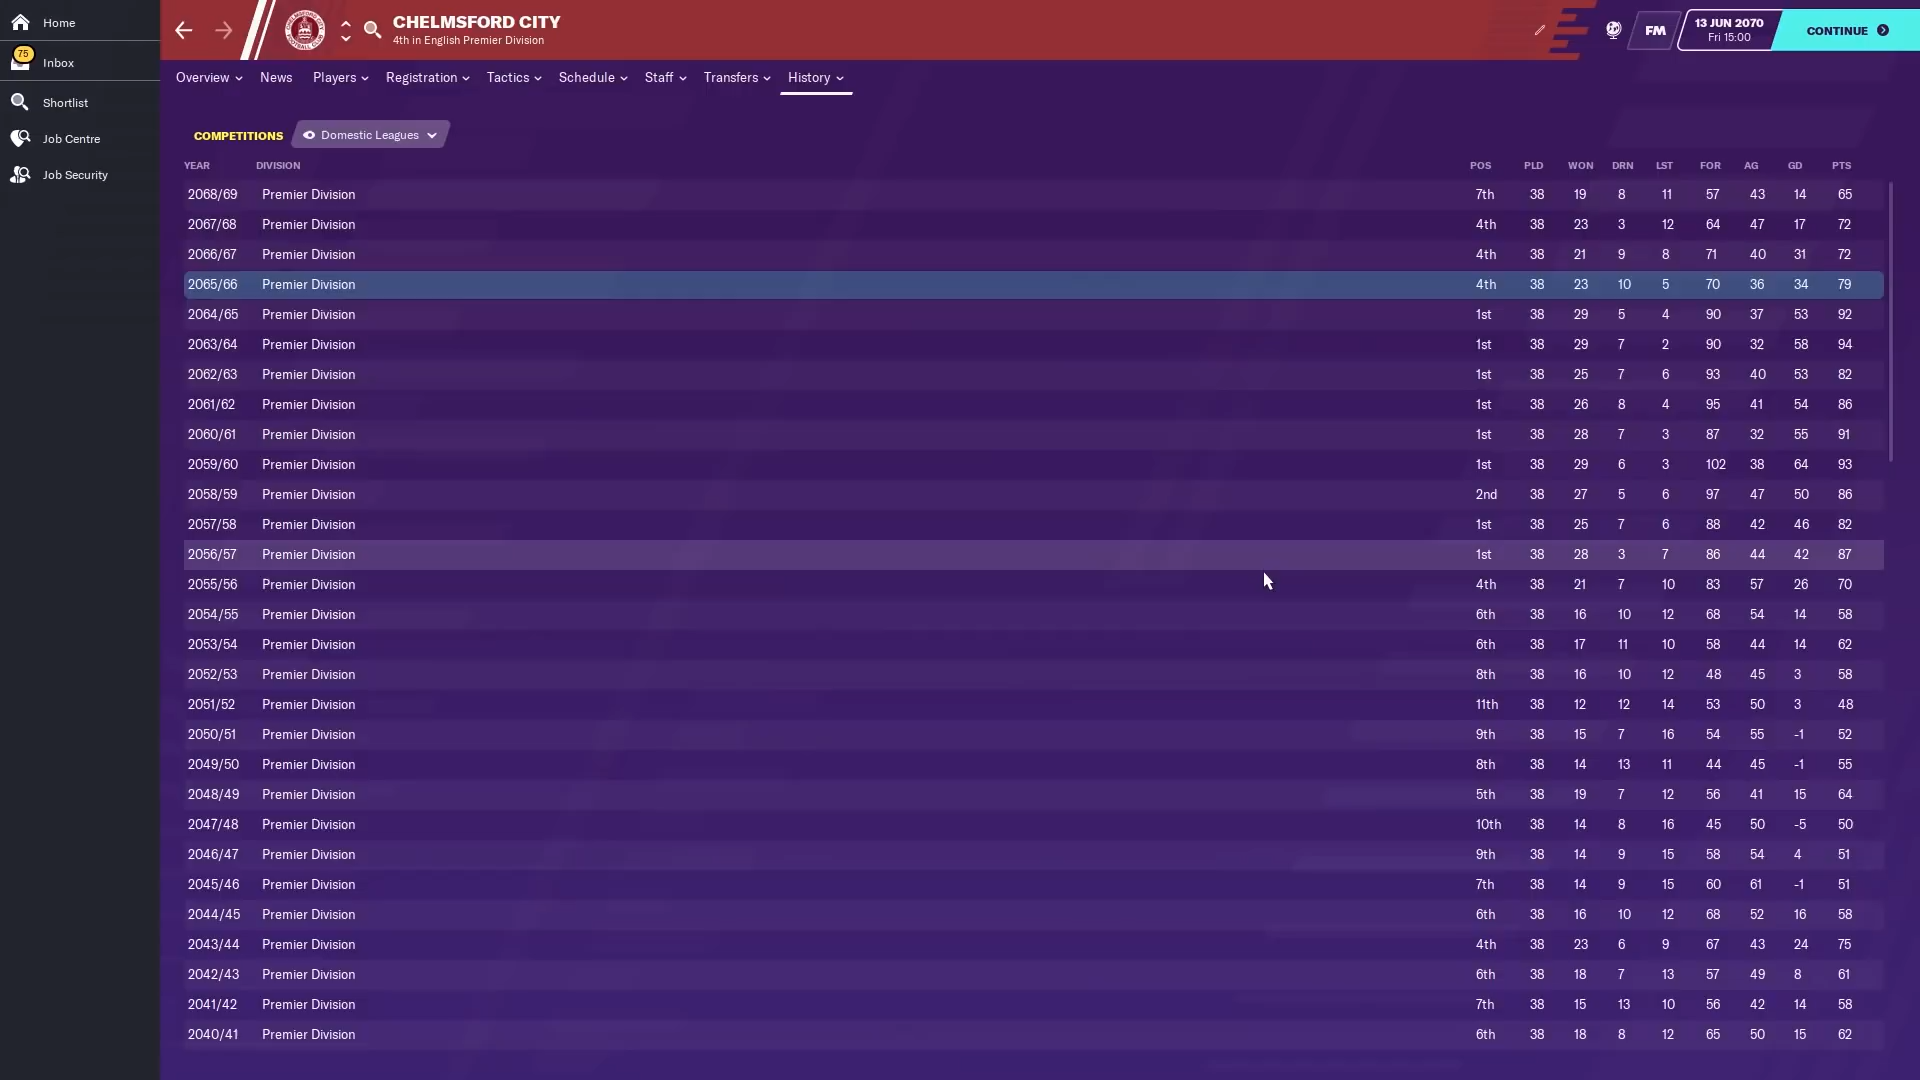 Home
75
Inbox
Shortlist
Job Centre
Job Security
CHELMSFORD CITY
4th in English Premier Division
FM
13 JUN 2070
Fri 15:00
CONTINUE
Overview News Players Registration Tactics Schedule Staff Transfers History
COMPETITIONS Domestic Leagues
YEAR DIVISION POS PLD WON DRN LST FOR AG GD PTS
2068/69 Premier Division 7th 38 19 8 11 57 43 14 65
2067/68 Premier Division 4th 38 23 3 12 64 47 17 72
2066/67 Premier Division 4th 38 21 9 8 71 40 31 72
2065/66 Premier Division 4th 38 23 10 5 70 36 34 79
2064/65 Premier Division 1st 38 29 5 4 90 37 53 92
2063/64 Premier Division 1st 38 29 7 2 90 32 58 94
2062/63 Premier Division 1st 38 25 7 6 93 40 53 82
2061/62 Premier Division 1st 38 26 8 4 95 41 54 86
2060/61 Premier Division 1st 38 28 7 3 87 32 55 91
2059/60 Premier Division 1st 38 29 6 3 102 38 64 93
2058/59 Premier Division 2nd 38 27 5 6 97 47 50 86
2057/58 Premier Division 1st 38 25 7 6 88 42 46 82
2056/57 Premier Division 1st 38 28 3 7 86 44 42 87
2055/56 Premier Division 4th 38 21 7 10 83 57 26 70
2054/55 Premier Division 6th 38 16 10 12 68 54 14 58
2053/54 Premier Division 6th 38 17 11 10 58 44 14 62
2052/53 Premier Division 8th 38 16 10 12 48 45 3 58
2051/52 Premier Division 11th 38 12 12 14 53 50 3 48
2050/51 Premier Division 9th 38 15 7 16 54 55 -1 52
2049/50 Premier Division 8th 38 14 13 11 44 45 -1 55
2048/49 Premier Division 5th 38 19 7 12 56 41 15 64
2047/48 Premier Division 10th 38 14 8 16 45 50 -5 50
2046/47 Premier Division 9th 38 14 9 15 58 54 4 51
2045/46 Premier Division 7th 38 14 9 15 60 61 -1 51
2044/45 Premier Division 6th 38 16 10 12 68 52 16 58
2043/44 Premier Division 4th 38 23 6 9 67 43 24 75
2042/43 Premier Division 6th 38 18 7 13 57 49 8 61
2041/42 Premier Division 7th 38 15 13 10 56 42 14 58
2040/41 Premier Division 6th 38 18 8 12 65 50 15 62